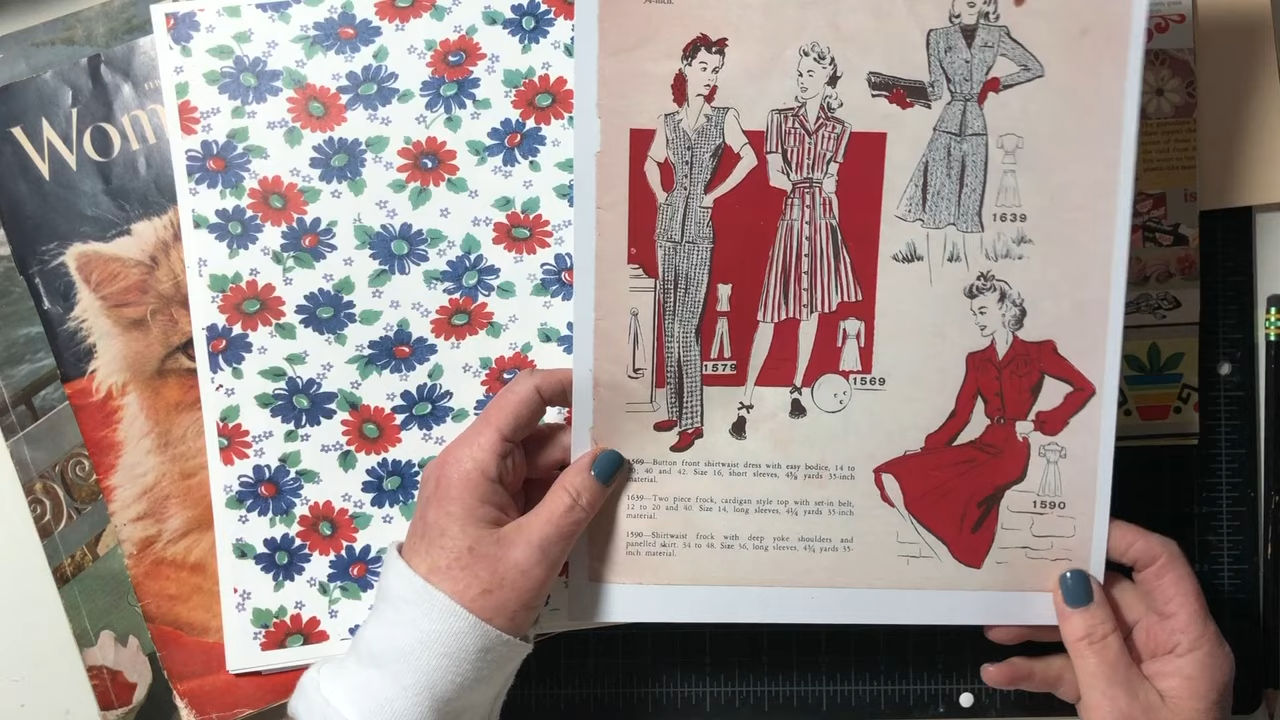 Wom
34-inch.
1639
1579
1569
1590
1569—Button front shirtwaist dress with easy bodice, 14 to
20; 40 and 42. Size 16, short sleeves, 4⅜ yards 35-inch
material.
1639—Two piece frock, cardigan style top with set-in belt,
12 to 20 and 40. Size 14, long sleeves, 4¼ yards 35-inch
material.
1590—Shirtwaist frock with deep yoke shoulders and
panelled skirt. 34 to 48. Size 36, long sleeves, 4¾ yards 35-
inch material.